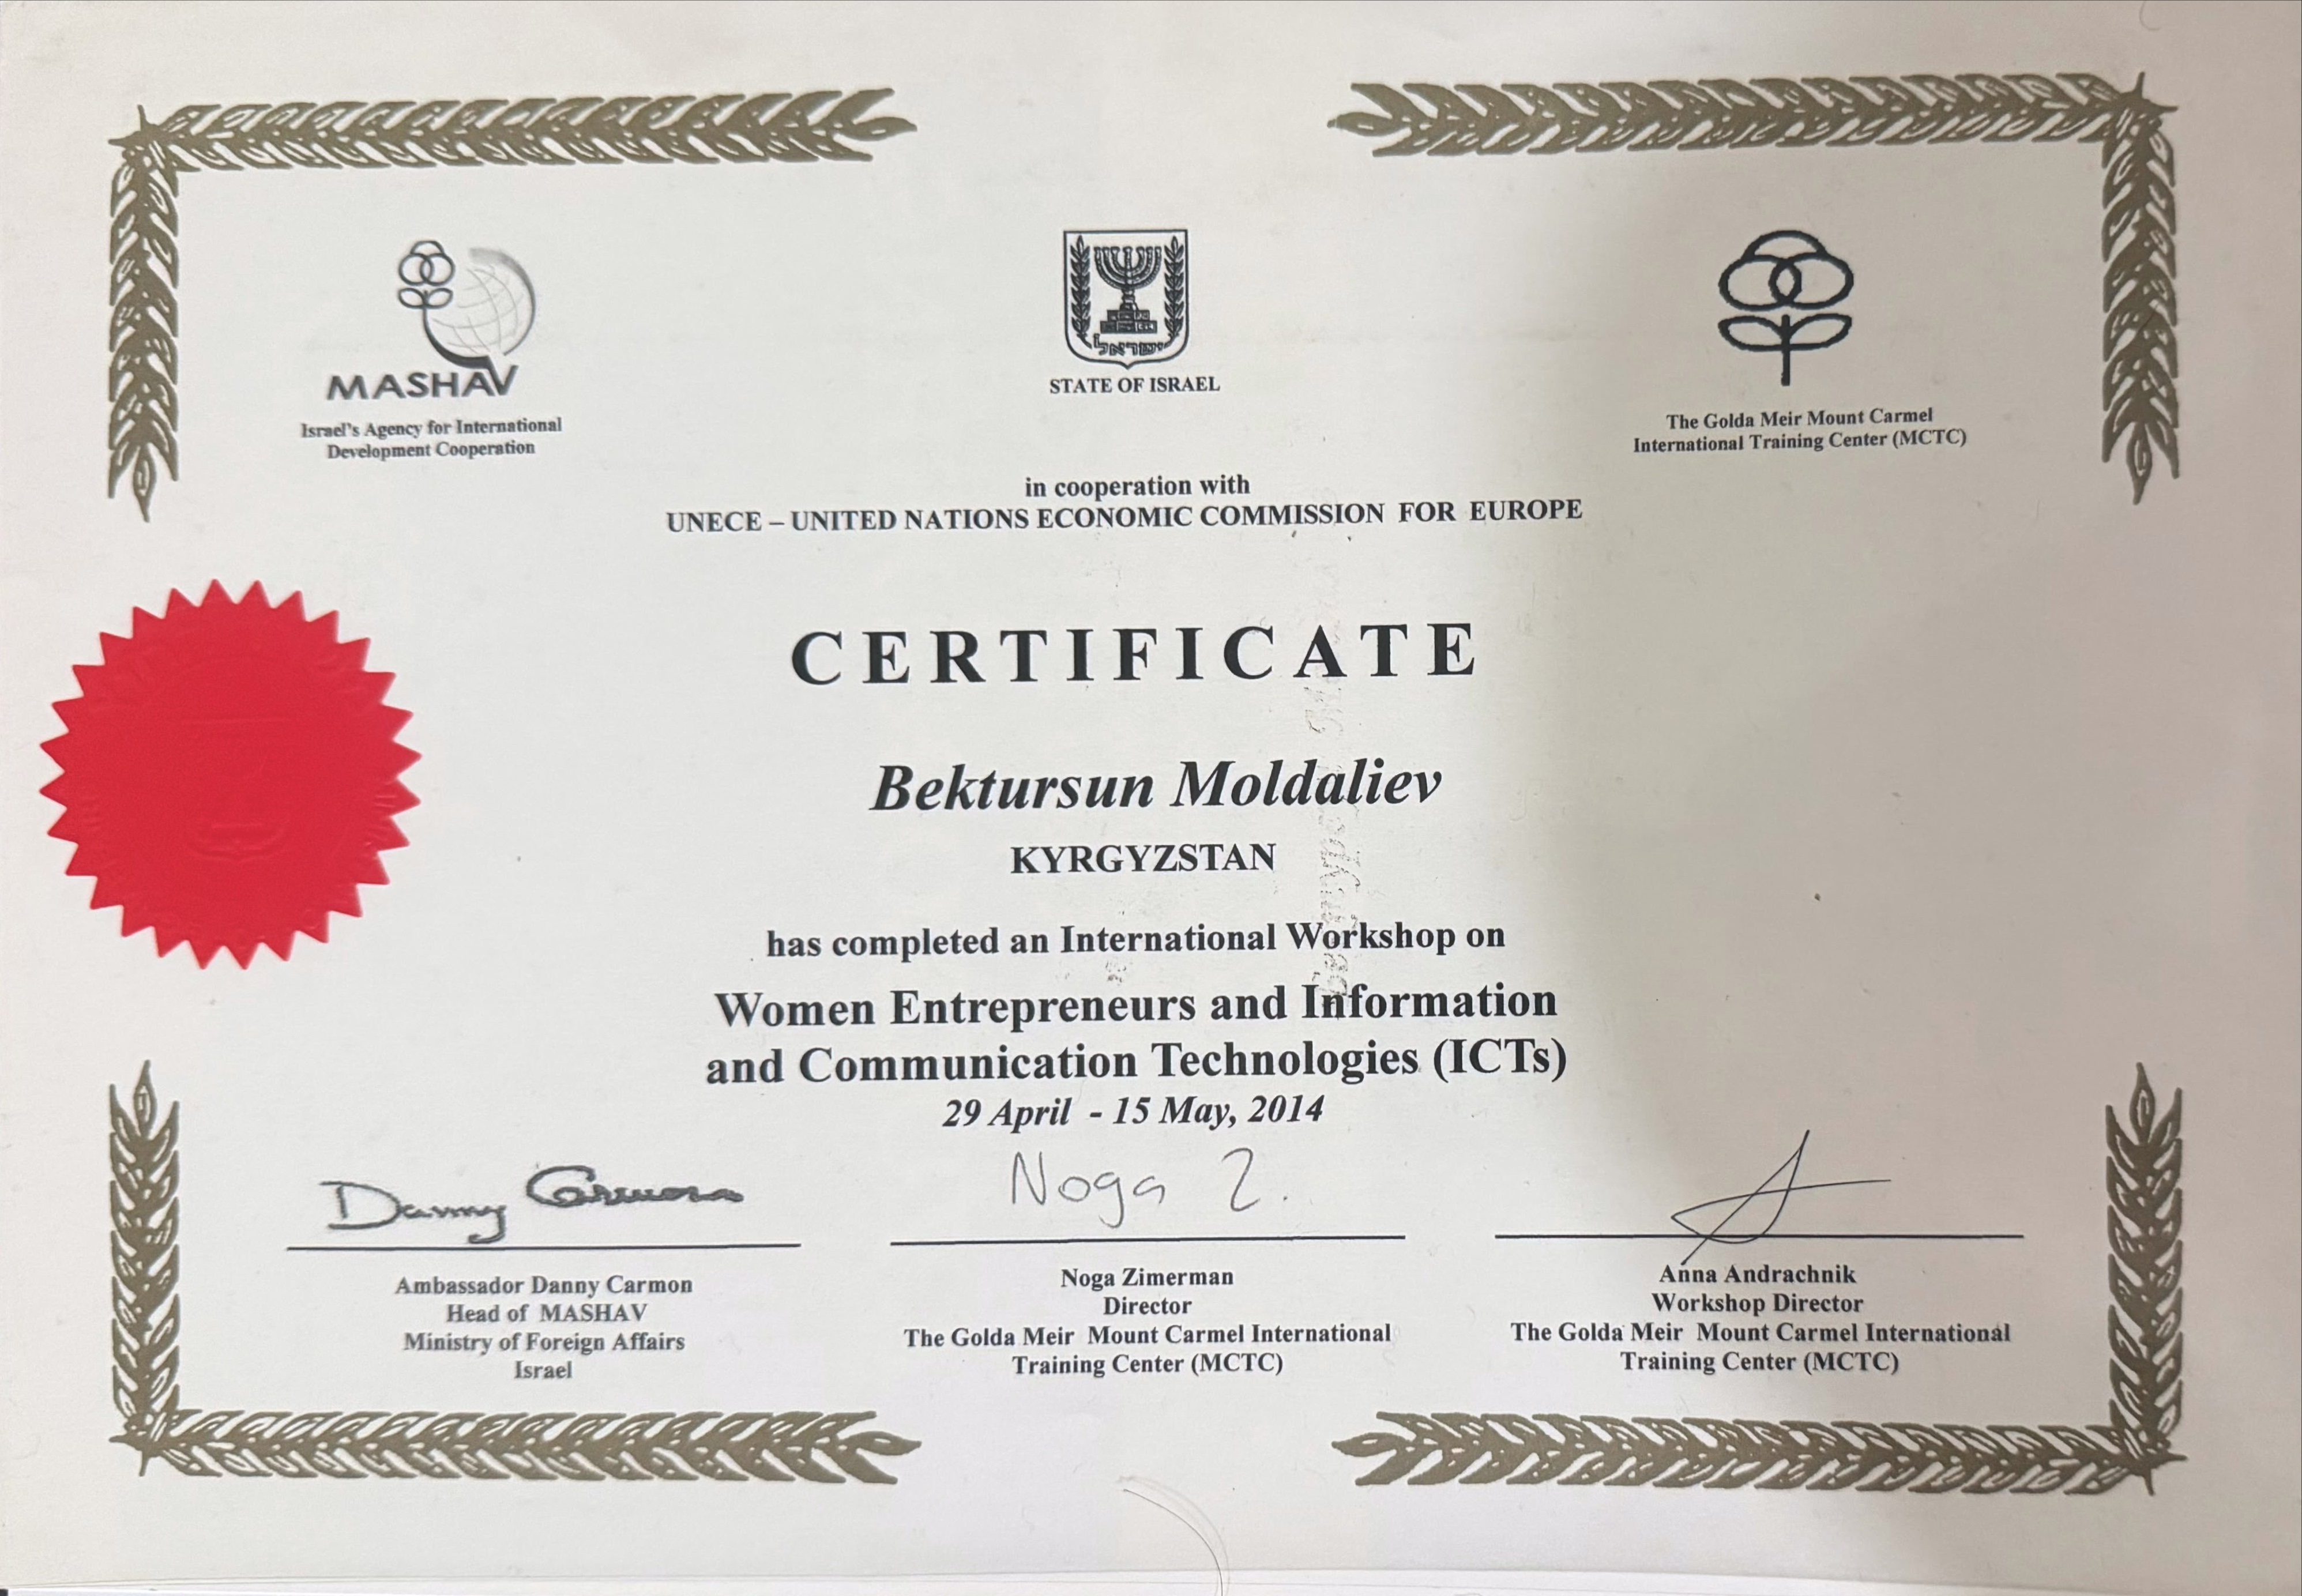 MASHAV
Israel's Agency for International
Development Cooperation
ישראל
STATE OF ISRAEL
The Golda Meir Mount Carmel
International Training Center (MCTC)
in cooperation with
UNECE – UNITED NATIONS ECONOMIC COMMISSION FOR EUROPE
CERTIFICATE
Bektursun Moldaliev
KYRGYZSTAN
has completed an International Workshop on
Women Entrepreneurs and Information
and Communication Technologies (ICTs)
29 April - 15 May, 2014
Danny Carmon
Noga Z.
Ambassador Danny Carmon
Head of MASHAV
Ministry of Foreign Affairs
Israel
Noga Zimerman
Director
The Golda Meir Mount Carmel International
Training Center (MCTC)
Anna Andrachnik
Workshop Director
The Golda Meir Mount Carmel International
Training Center (MCTC)